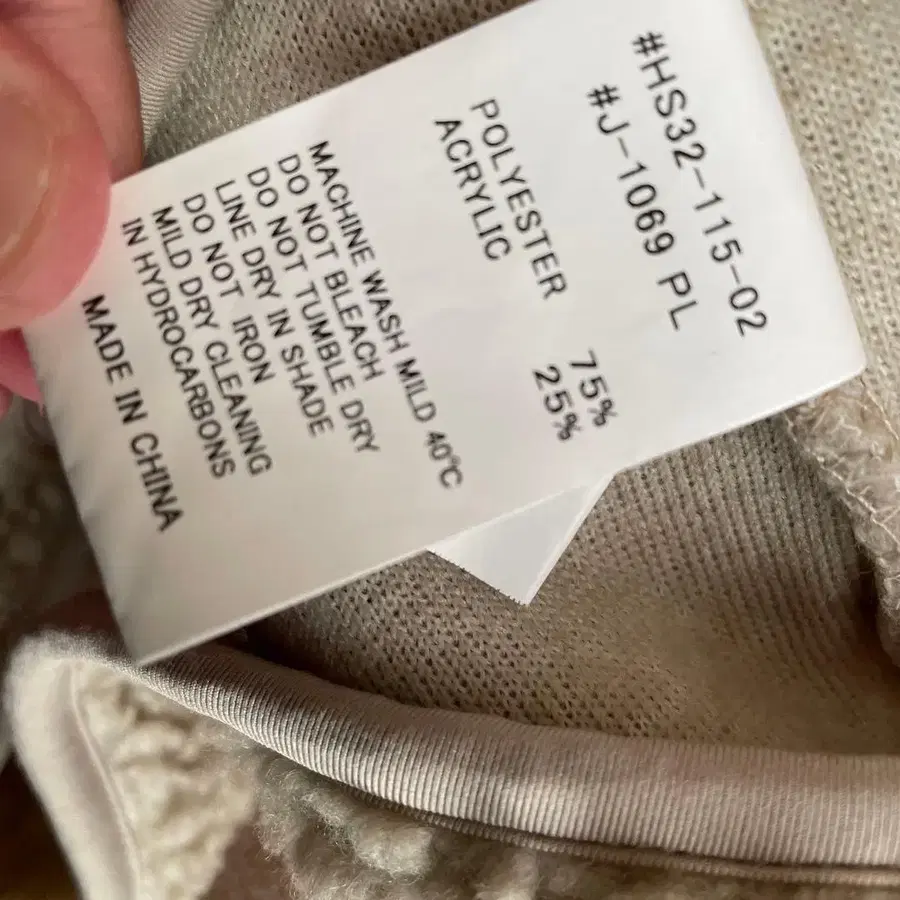 #HS32-115-02
#J-1069 PL
POLYESTER 75%
ACRYLIC 25%
MACHINE WASH MILD 40°C
DO NOT BLEACH
DO NOT TUMBLE DRY
LINE DRY IN SHADE
DO NOT IRON
MILD DRY CLEANING
IN HYDROCARBONS
MADE IN CHINA